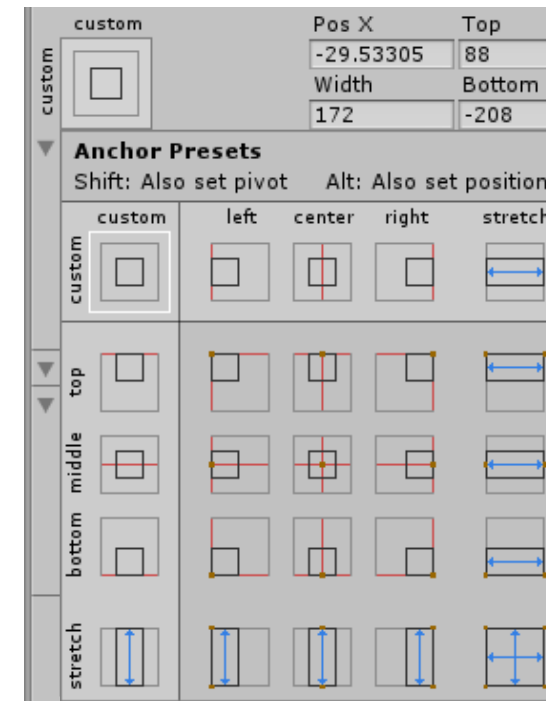 custom
Pos X Top
custom
-29.53305 88
Width Bottom
172 -208
Anchor Presets
Shift: Also set pivot Alt: Also set position
custom left center right stretch
custom
top
middle
bottom
stretch